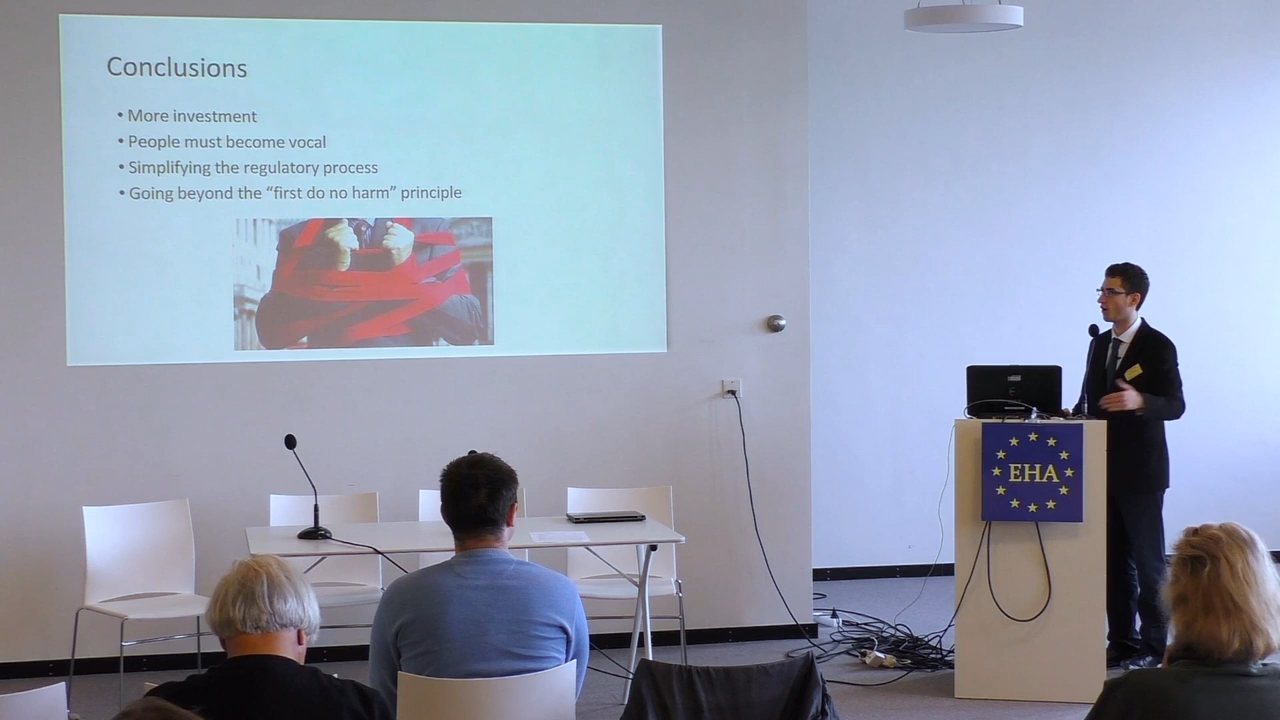 Conclusions
• More investment
• People must become vocal
• Simplifying the regulatory process
• Going beyond the “first do no harm” principle
EHA